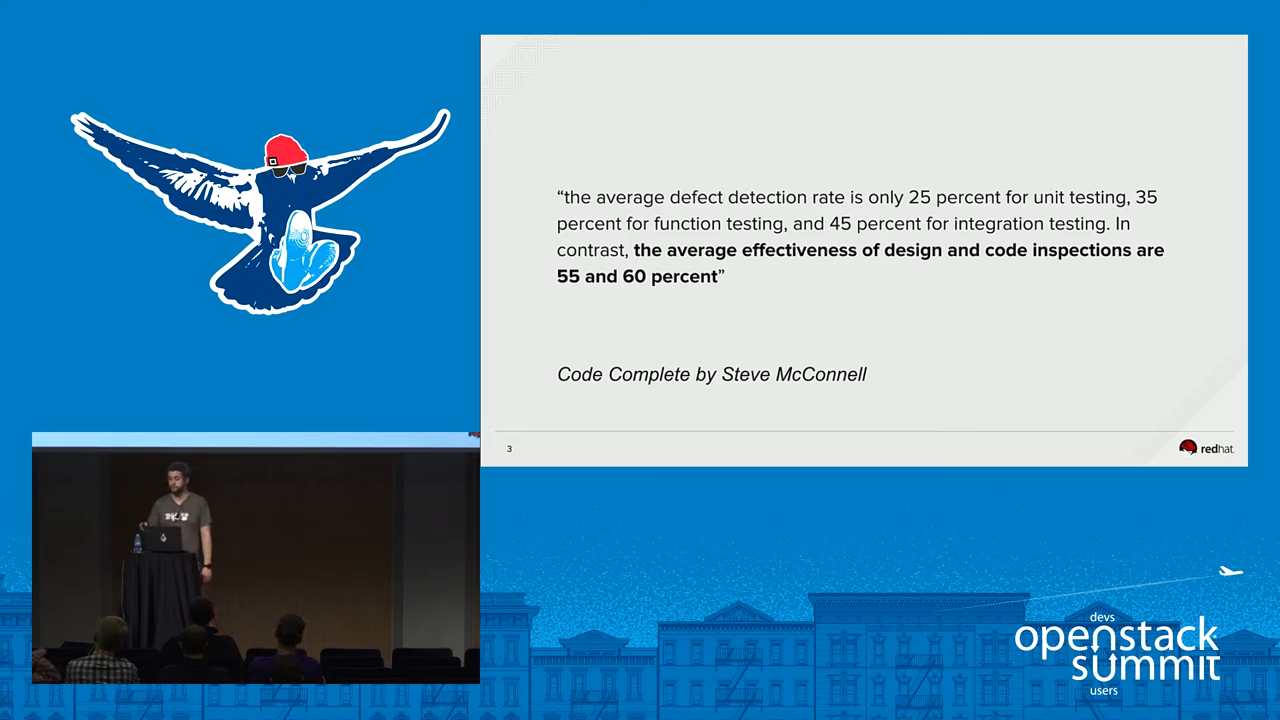 “the average defect detection rate is only 25 percent for unit testing, 35
percent for function testing, and 45 percent for integration testing. In
contrast, the average effectiveness of design and code inspections are
55 and 60 percent”
Code Complete by Steve McConnell
3
redhat.
devs
openstack
summit
users